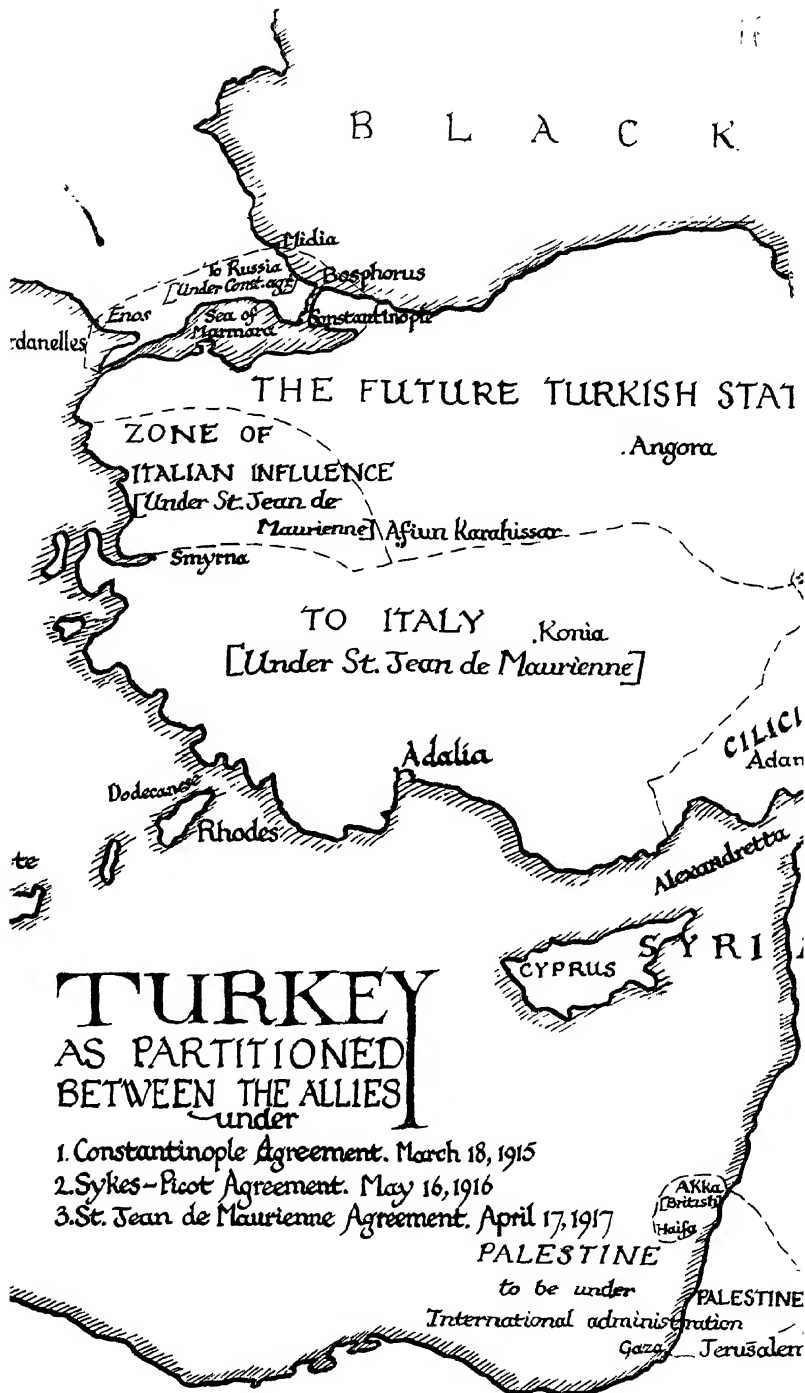 B L A C K
Midia
To Russia
[Under Const. agt]
Bosphorus
Enos
Sea of
Marmara
Constantinople
rdanelles
THE FUTURE TURKISH STAT
ZONE OF
ITALIAN INFLUENCE
[Under St. Jean de
Maurienne]
.Angora
Afiun Karahissar
Smyrna
TO ITALY
.Konia
[Under St. Jean de Maurienne]
CILICI
Adan
Adalia
Dodecanese
Rhodes
te
Alexandretta
CYPRUS
SYRIA
TURKEY
AS PARTITIONED
BETWEEN THE ALLIES
under
1. Constantinople Agreement. March 18, 1915
2. Sykes-Picot Agreement. May 16, 1916
3. St. Jean de Maurienne Agreement. April 17, 1917
Akka
[British]
Haifa
PALESTINE
to be under
International administration
PALESTINE
Gaza
Jerusalem